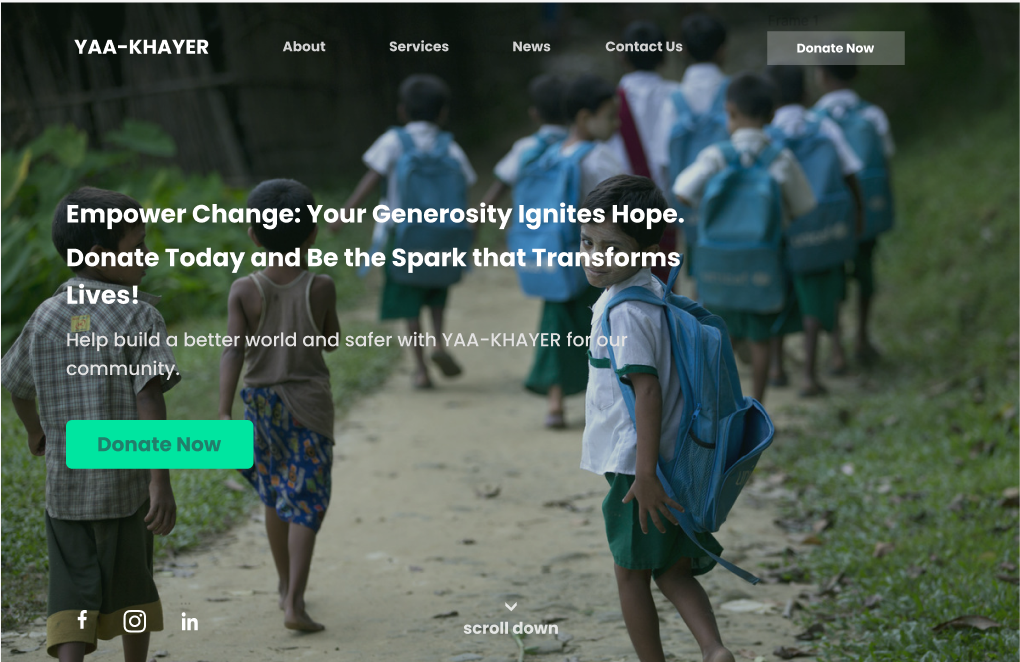 Frame 1
YAA-KHAYER
About
Services
News
Contact Us
Donate Now
Empower Change: Your Generosity Ignites Hope.
Donate Today and Be the Spark that Transforms
Lives!
Help build a better world and safer with YAA-KHAYER for our
community.
Donate Now
scroll down